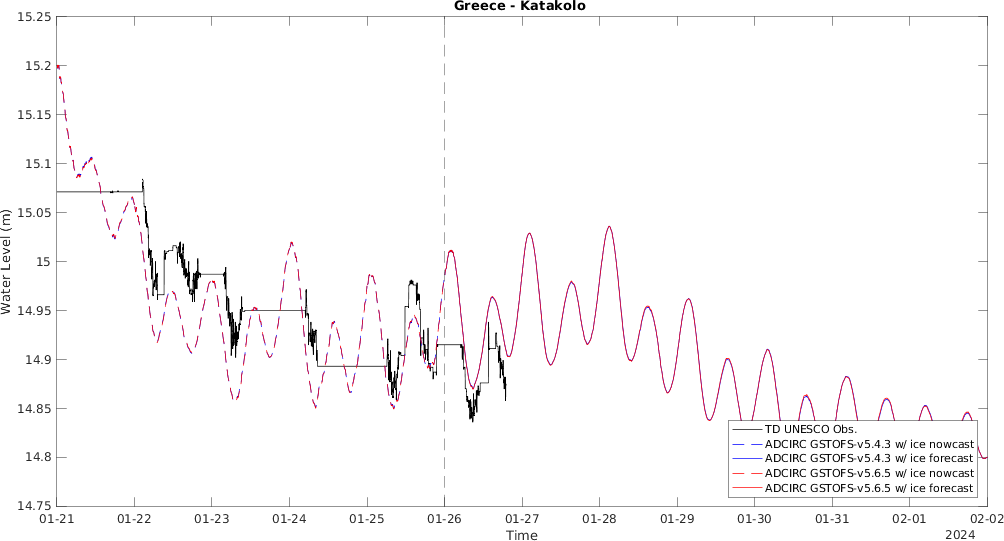 Greece - Katakolo
15.25
15.2
15.15
15.1
15.05
15
14.95
14.9
14.85
14.8
14.75
Water Level (m)
TD UNESCO Obs.
ADCIRC GSTOFS-v5.4.3 w/ ice nowcast
ADCIRC GSTOFS-v5.4.3 w/ ice forecast
ADCIRC GSTOFS-v5.6.5 w/ ice nowcast
ADCIRC GSTOFS-v5.6.5 w/ ice forecast
01-21 01-22 01-23 01-24 01-25 01-26 01-27 01-28 01-29 01-30 01-31 02-01 02-02
Time
2024